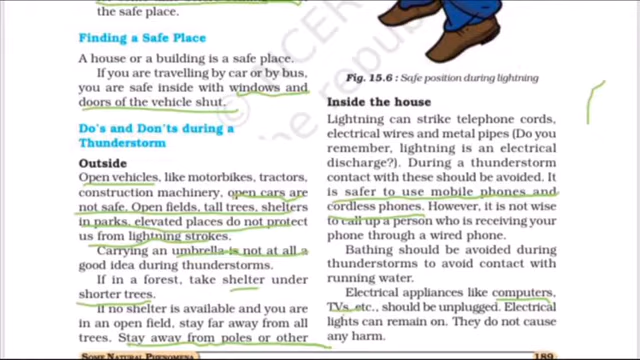 the safe place.
Finding a Safe Place
A house or a building is a safe place.
If you are travelling by car or by bus,
you are safe inside with windows and
doors of the vehicle shut.
Do's and Don'ts during a
Thunderstorm
Outside
Open vehicles, like motorbikes, tractors,
construction machinery, open cars are
not safe. Open fields, tall trees, shelters
in parks, elevated places do not protect
us from lightning strokes.
Carrying an umbrella is not at all a
good idea during thunderstorms.
If in a forest, take shelter under
shorter trees.
If no shelter is available and you are
in an open field, stay far away from all
trees. Stay away from poles or other
SOME NATURAL PHENOMENA
Fig. 15.6 : Safe position during lightning
Inside the house
Lightning can strike telephone cords,
electrical wires and metal pipes (Do you
remember, lightning is an electrical
discharge?). During a thunderstorm
contact with these should be avoided. It
is safer to use mobile phones and
cordless phones. However, it is not wise
to call up a person who is receiving your
phone through a wired phone.
Bathing should be avoided during
thunderstorms to avoid contact with
running water.
Electrical appliances like computers,
TVs, etc., should be unplugged. Electrical
lights can remain on. They do not cause
any harm.
189